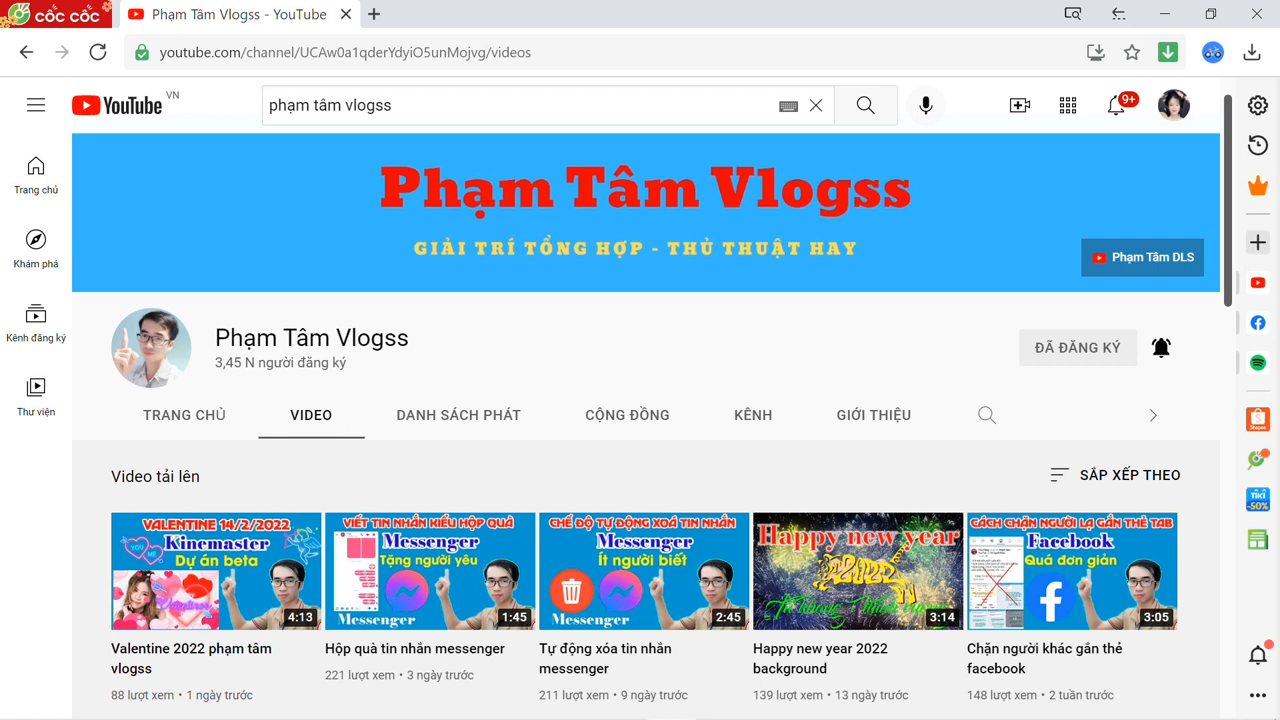 cốc cốc
Phạm Tâm Vlogss - YouTube
youtube.com/channel/UCAw0a1qderYdyiO5unMojvg/videos
YouTube VN
phạm tâm vlogss
9+
Phạm Tâm Vlogss
GIẢI TRÍ TỔNG HỢP - THỦ THUẬT HAY
Phạm Tâm DLS
Trang chủ
Khám phá
Kênh đăng ký
Thư viện
Phạm Tâm Vlogss
3,45 N người đăng ký
ĐÃ ĐĂNG KÝ
TRANG CHỦ VIDEO DANH SÁCH PHÁT CỘNG ĐỒNG KÊNH GIỚI THIỆU
Video tải lên
SẮP XẾP THEO
VALENTINE 14/2/2022
Kinemaster
Dự án beta
YOU ME
Valentine
4:13
VIẾT TIN NHẮN KIỂU HỘP QUÀ
Messenger
Tặng người yêu
Messenger
1:45
CHẾ ĐỘ TỰ ĐỘNG XOÁ TIN NHẮN
Messenger
Ít người biết
Messenger
2:45
Happy new year
2022
3:14
CÁCH CHẶN NGƯỜI LẠ GẮN THẺ TAB
Facebook
Quá đơn giản
3:05
Valentine 2022 phạm tâm
vlogss
88 lượt xem • 1 ngày trước
Hộp quà tin nhắn messenger
221 lượt xem • 3 ngày trước
Tự động xóa tin nhắn
messenger
211 lượt xem • 9 ngày trước
Happy new year 2022
background
139 lượt xem • 13 ngày trước
Chặn người khác gắn thẻ
facebook
148 lượt xem • 2 tuần trước
Shopee
TIKI
-50%